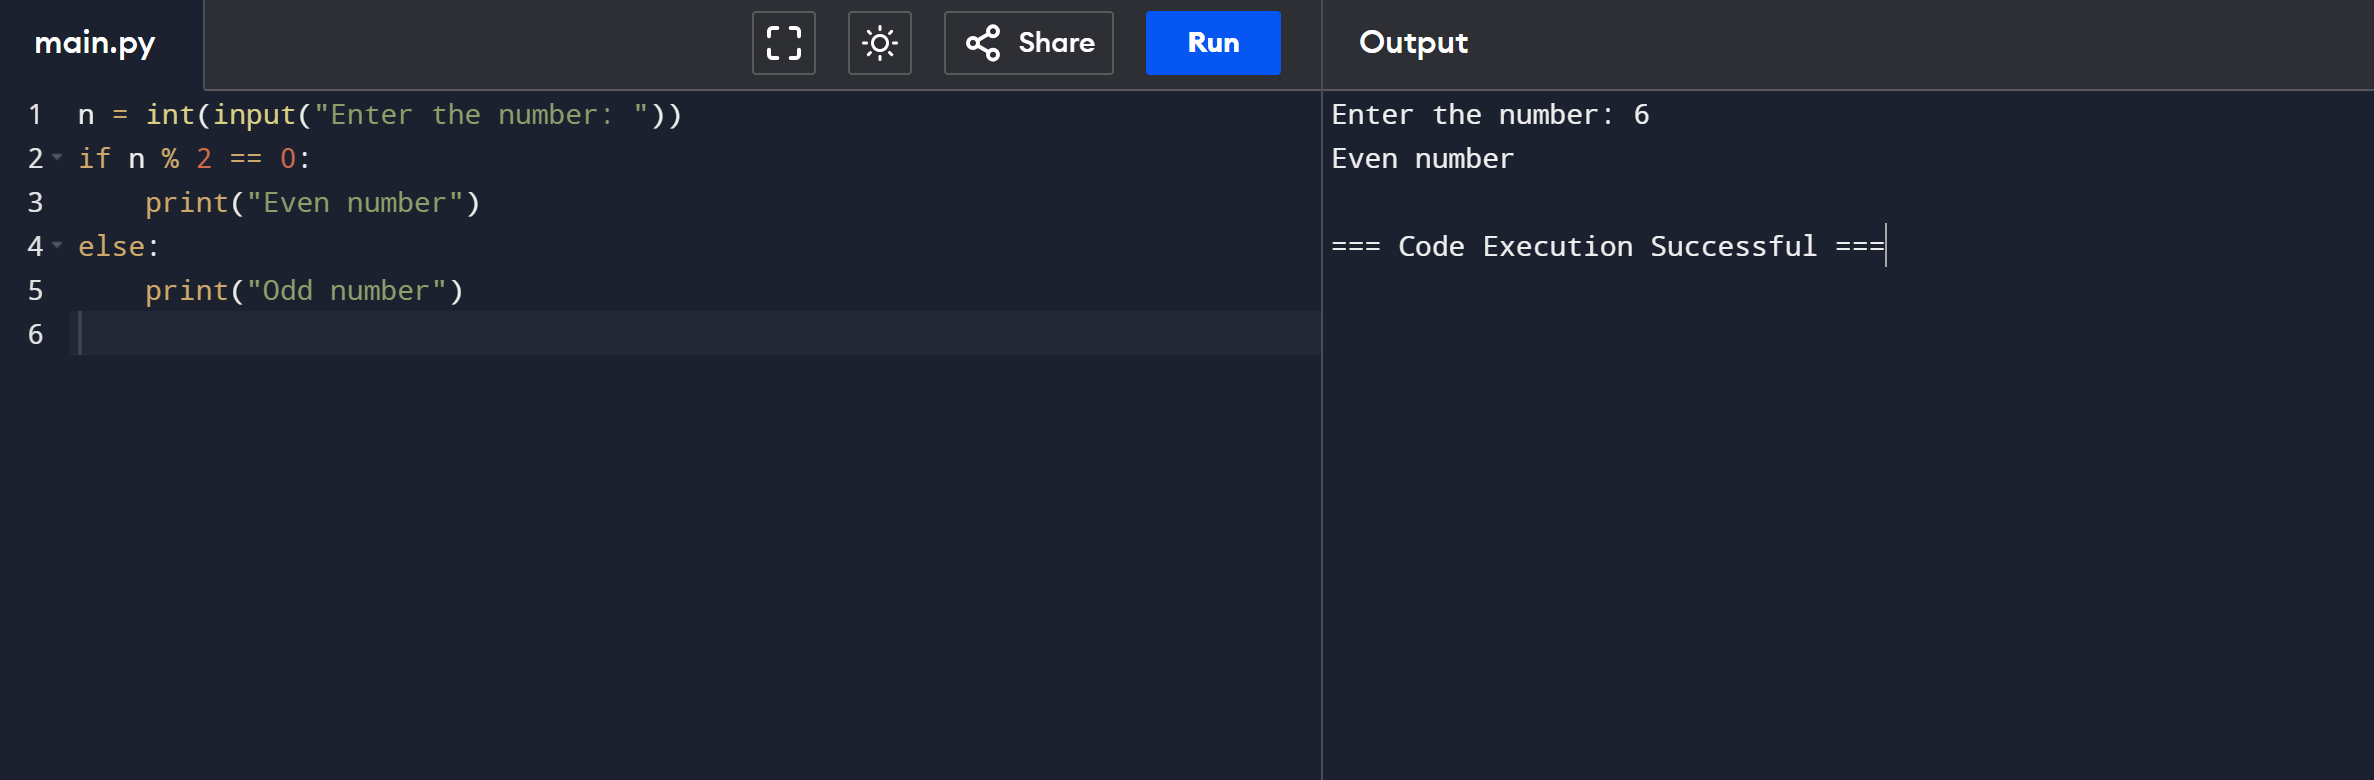 main.py
Share
Run
Output
1 n = int(input("Enter the number: "))
2 if n % 2 == 0:
3     print("Even number")
4 else:
5     print("Odd number")
6
Enter the number: 6
Even number
=== Code Execution Successful ===